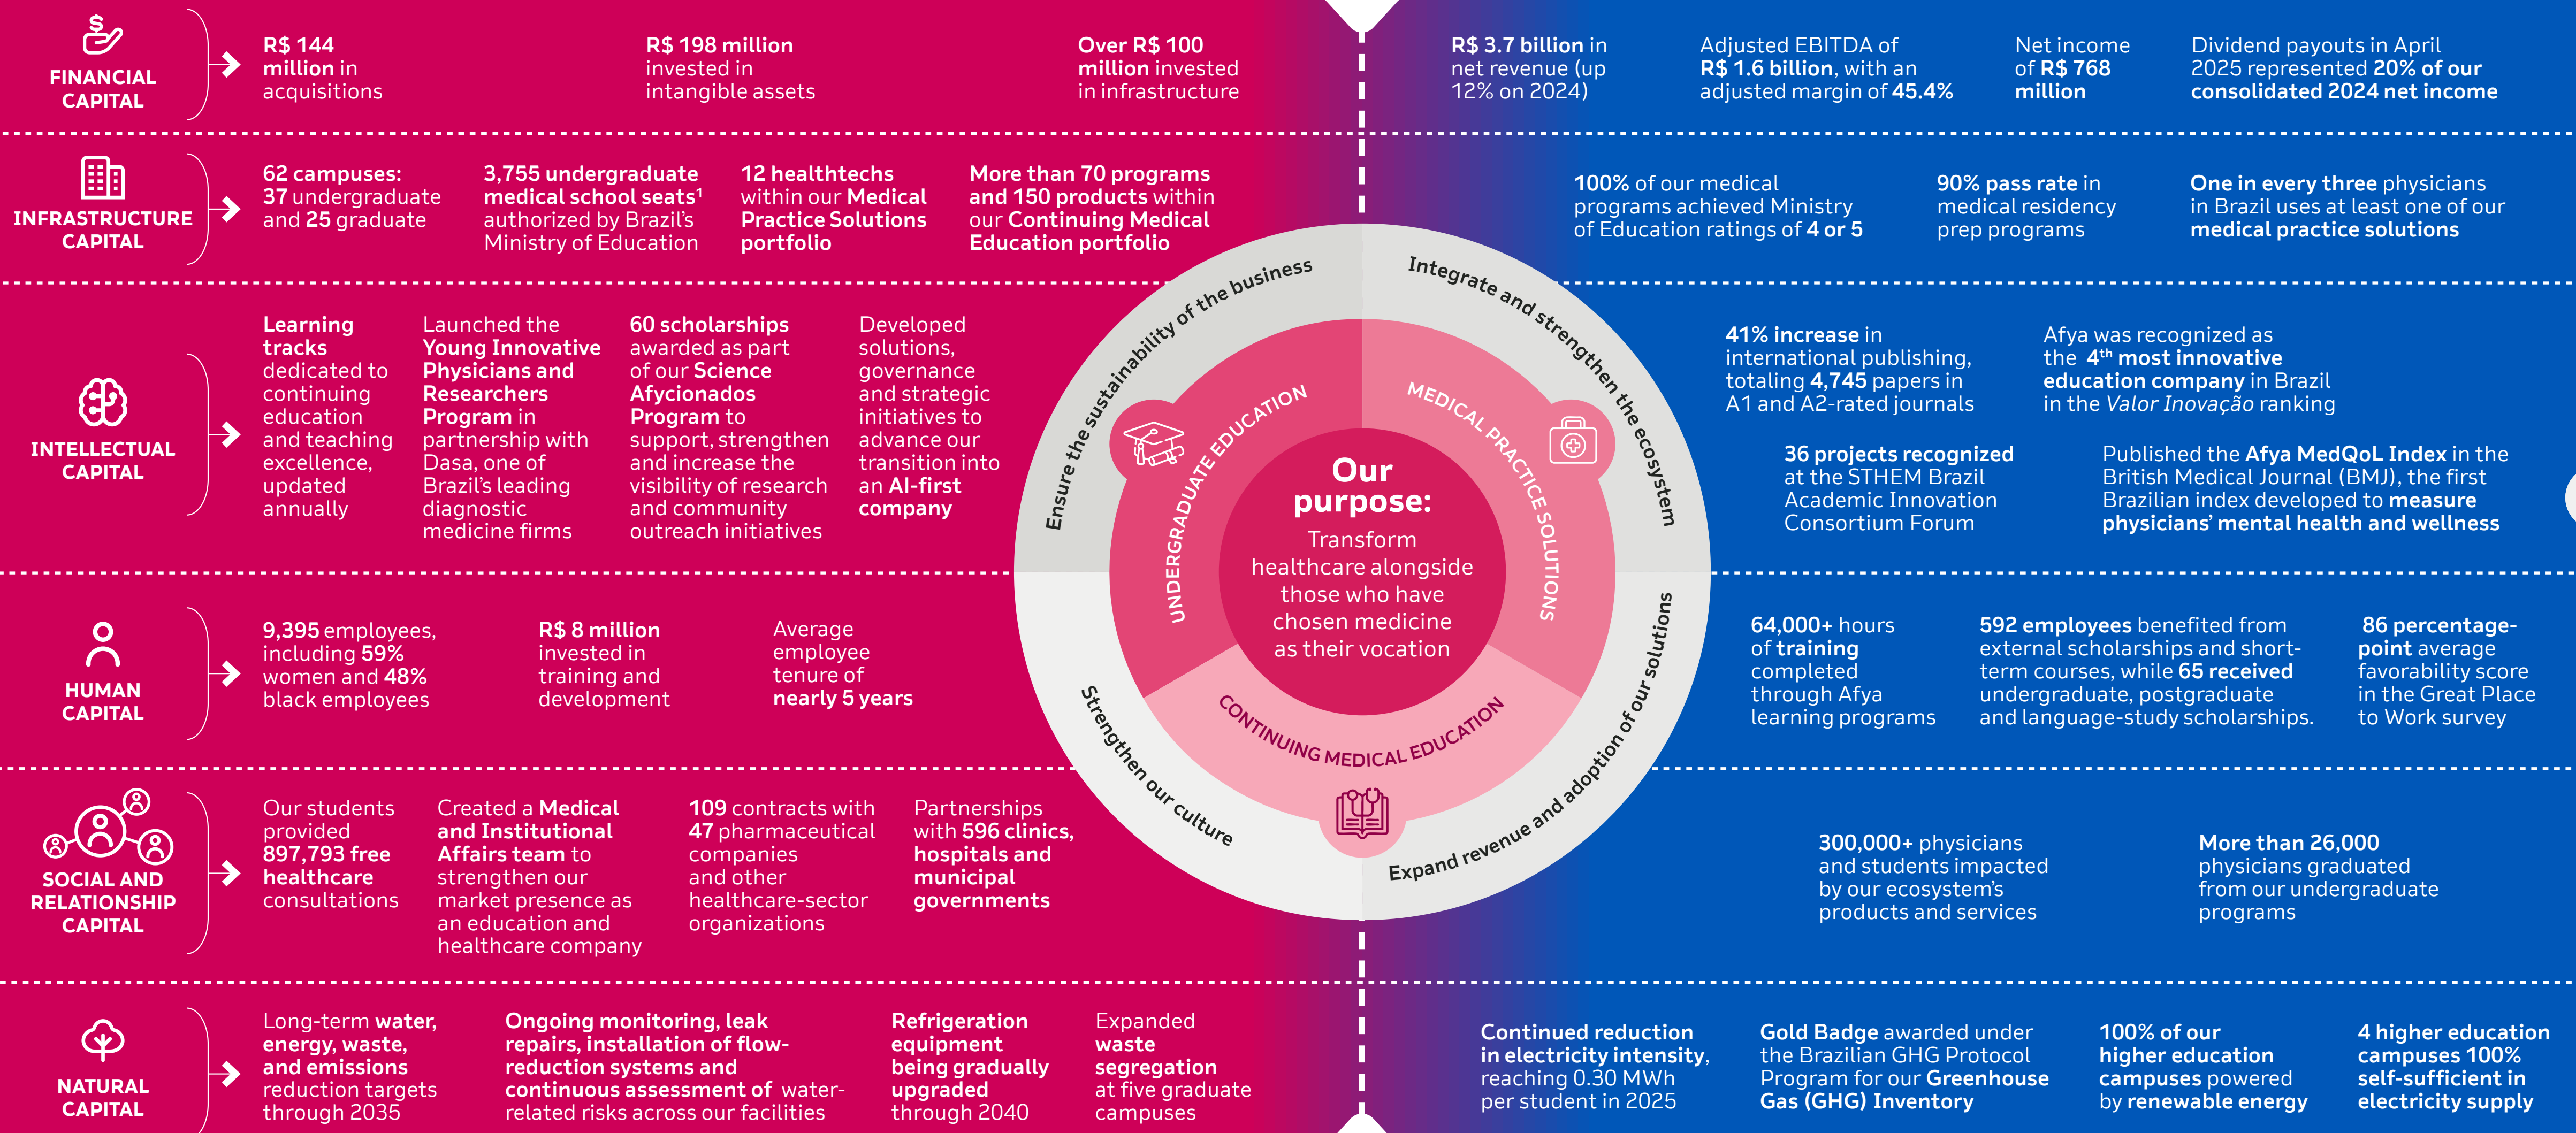 FINANCIAL
CAPITAL
R$ 144
million in
acquisitions
R$ 198 million
invested in
intangible assets
Over R$ 100
million invested
in infrastructure
R$ 3.7 billion in
net revenue (up
12% on 2024)
Adjusted EBITDA of
R$ 1.6 billion, with an
adjusted margin of 45.4%
Net income
of R$ 768
million
Dividend payouts in April
2025 represented 20% of our
consolidated 2024 net income
INFRASTRUCTURE
CAPITAL
62 campuses:
37 undergraduate
and 25 graduate
3,755 undergraduate
medical school seats¹
authorized by Brazil's
Ministry of Education
12 healthtechs
within our Medical
Practice Solutions
portfolio
More than 70 programs
and 150 products within
our Continuing Medical
Education portfolio
100% of our medical
programs achieved Ministry
of Education ratings of 4 or 5
90% pass rate in
medical residency
prep programs
One in every three physicians
in Brazil uses at least one of our
medical practice solutions
INTELLECTUAL
CAPITAL
Learning
tracks
dedicated to
continuing
education
and teaching
excellence,
updated
annually
Launched the
Young Innovative
Physicians and
Researchers
Program in
partnership with
Dasa, one of
Brazil's leading
diagnostic
medicine firms
60 scholarships
awarded as part
of our Science
Afycionados
Program to
support, strengthen
and increase the
visibility of research
and community
outreach initiatives
Developed
solutions,
governance
and strategic
initiatives to
advance our
transition into
an AI-first
company
41% increase in
international publishing,
totaling 4,745 papers in
A1 and A2-rated journals
Afya was recognized as
the 4th most innovative
education company in Brazil
in the Valor Inovação ranking
36 projects recognized
at the STHEM Brazil
Academic Innovation
Consortium Forum
Published the Afya MedQoL Index in the
British Medical Journal (BMJ), the first
Brazilian index developed to measure
physicians' mental health and wellness
Ensure the sustainability of the business
Integrate and strengthen the ecosystem
Strengthen our culture
Expand revenue and adoption of our solutions
UNDERGRADUATE EDUCATION
MEDICAL PRACTICE SOLUTIONS
CONTINUING MEDICAL EDUCATION
Our
purpose:
Transform
healthcare alongside
those who have
chosen medicine
as their vocation
HUMAN
CAPITAL
9,395 employees,
including 59%
women and 48%
black employees
R$ 8 million
invested in
training and
development
Average
employee
tenure of
nearly 5 years
64,000+ hours
of training
completed
through Afya
learning programs
592 employees benefited from
external scholarships and short-
term courses, while 65 received
undergraduate, postgraduate
and language-study scholarships.
86 percentage-
point average
favorability score
in the Great Place
to Work survey
SOCIAL AND
RELATIONSHIP
CAPITAL
Our students
provided
897,793 free
healthcare
consultations
Created a Medical
and Institutional
Affairs team to
strengthen our
market presence as
an education and
healthcare company
109 contracts with
47 pharmaceutical
companies
and other
healthcare-sector
organizations
Partnerships
with 596 clinics,
hospitals and
municipal
governments
300,000+ physicians
and students impacted
by our ecosystem's
products and services
More than 26,000
physicians graduated
from our undergraduate
programs
NATURAL
CAPITAL
Long-term water,
energy, waste,
and emissions
reduction targets
through 2035
Ongoing monitoring, leak
repairs, installation of flow-
reduction systems and
continuous assessment of water-
related risks across our facilities
Refrigeration
equipment
being gradually
upgraded
through 2040
Expanded
waste
segregation
at five graduate
campuses
Continued reduction
in electricity intensity,
reaching 0.30 MWh
per student in 2025
Gold Badge awarded under
the Brazilian GHG Protocol
Program for our Greenhouse
Gas (GHG) Inventory
100% of our
higher education
campuses powered
by renewable energy
4 higher education
campuses 100%
self-sufficient in
electricity supply